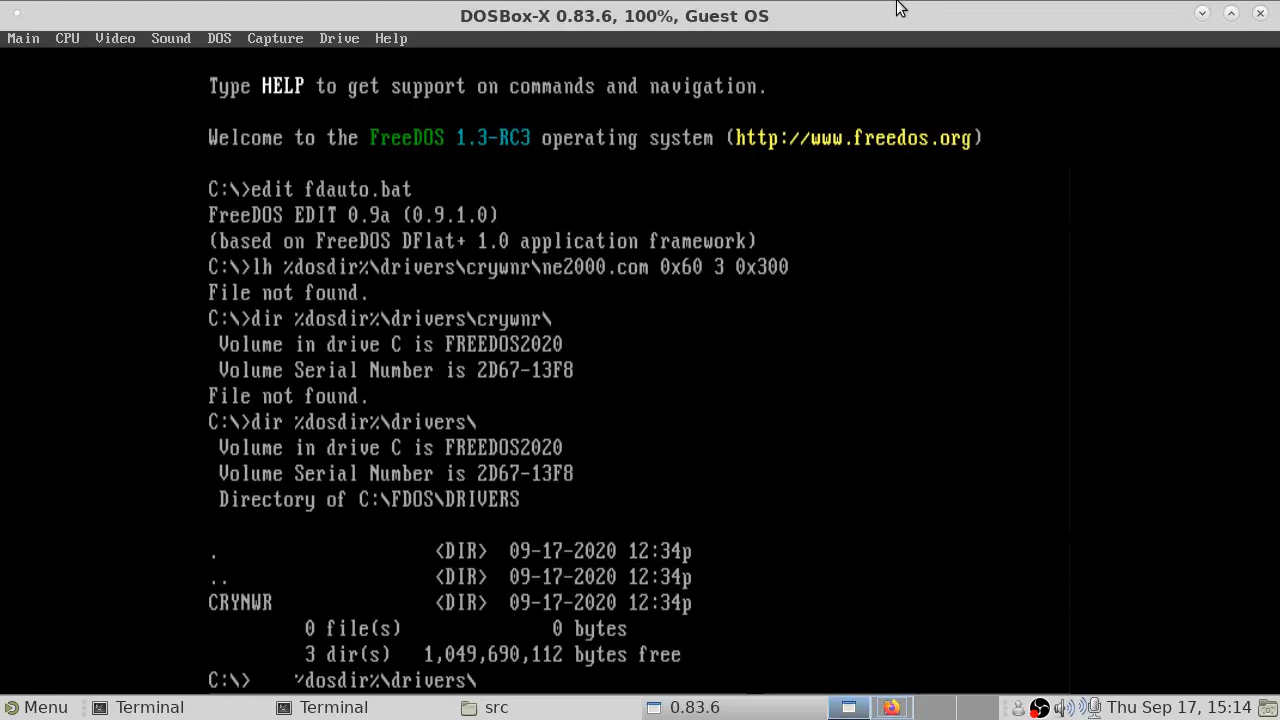 DOSBox-X 0.83.6, 100%, Guest OS
Main CPU Video Sound DOS Capture Drive Help
Type HELP to get support on commands and navigation.
Welcome to the FreeDOS 1.3-RC3 operating system (http://www.freedos.org)
C:\>edit fdauto.bat
FreeDOS EDIT 0.9a (0.9.1.0)
(based on FreeDOS DFlat+ 1.0 application framework)
C:\>lh %dosdir%\drivers\crywnr\ne2000.com 0x60 3 0x300
File not found.
C:\>dir %dosdir%\drivers\crywnr\
Volume in drive C is FREEDOS2020
Volume Serial Number is 2D67-13F8
File not found.
C:\>dir %dosdir%\drivers\
Volume in drive C is FREEDOS2020
Volume Serial Number is 2D67-13F8
Directory of C:\FDOS\DRIVERS
. <DIR> 09-17-2020 12:34p
.. <DIR> 09-17-2020 12:34p
CRYNWR <DIR> 09-17-2020 12:34p
0 file(s) 0 bytes
3 dir(s) 1,049,690,112 bytes free
C:\> %dosdir%\drivers\
Menu Terminal Terminal src 0.83.6 Thu Sep 17, 15:14